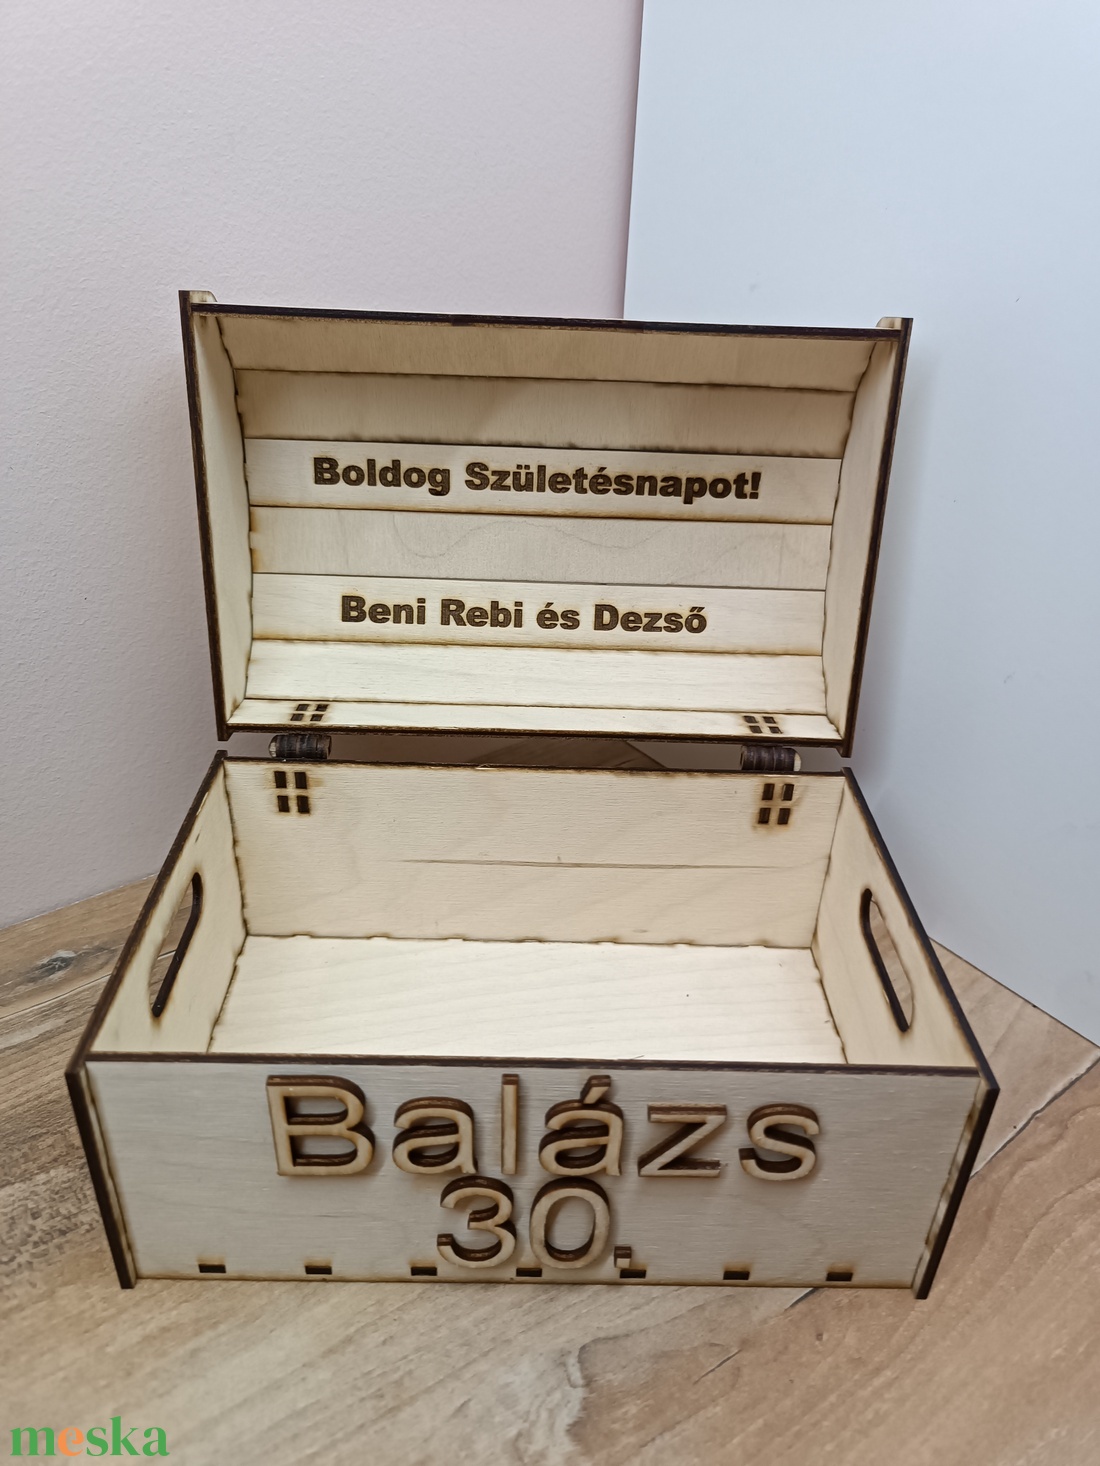 Boldog Születésnapot!
Beni Rebi és Dezső
Balázs
30.
meska